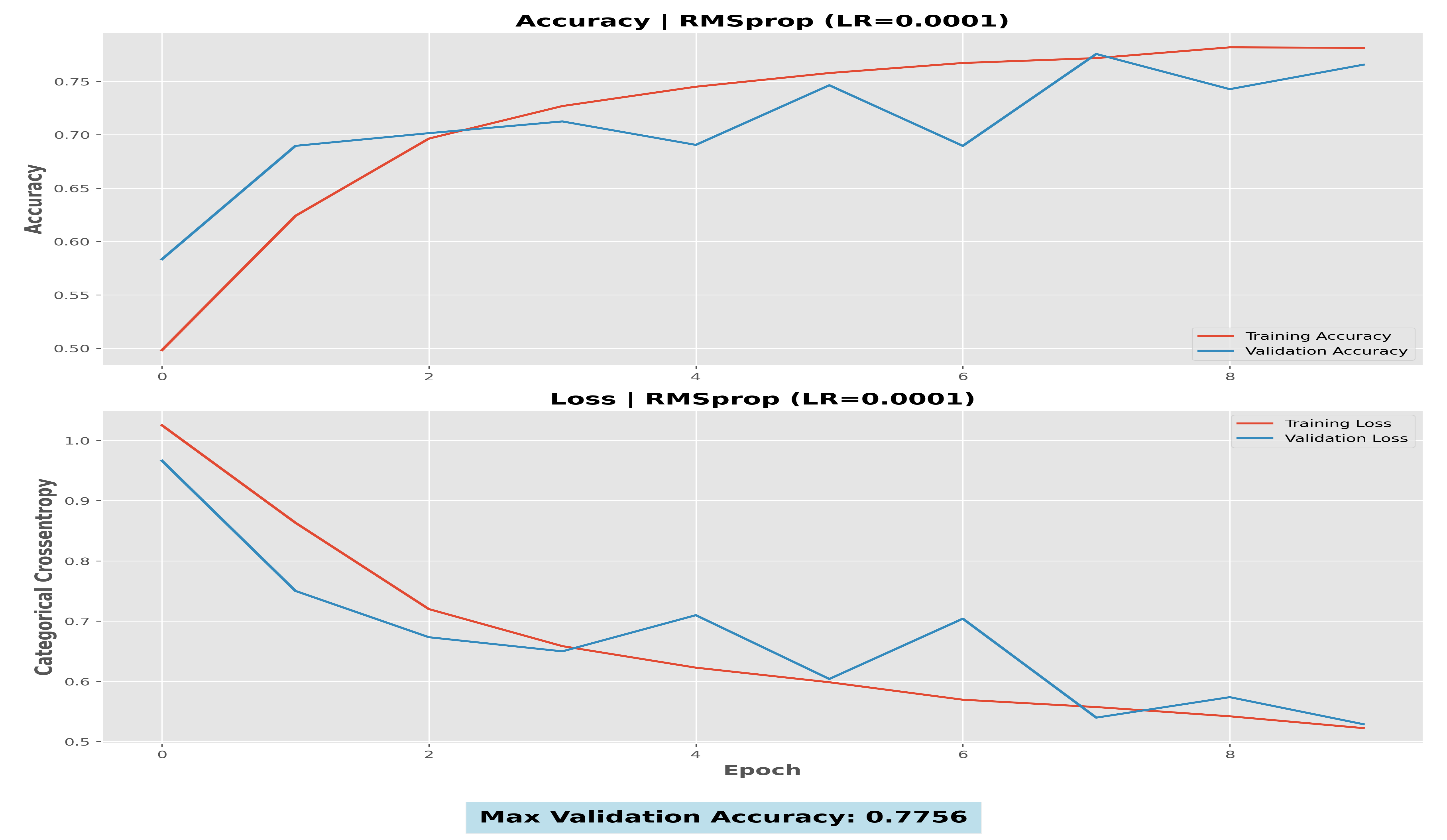 Accuracy | RMSprop (LR=0.0001)
Accuracy
0.75
0.70
0.65
0.60
0.55
0.50
0 2 4 6 8
Training Accuracy
Validation Accuracy
Loss | RMSprop (LR=0.0001)
Categorical Crossentropy
1.0
0.9
0.8
0.7
0.6
0.5
0 2 4 6 8
Training Loss
Validation Loss
Epoch
Max Validation Accuracy: 0.7756